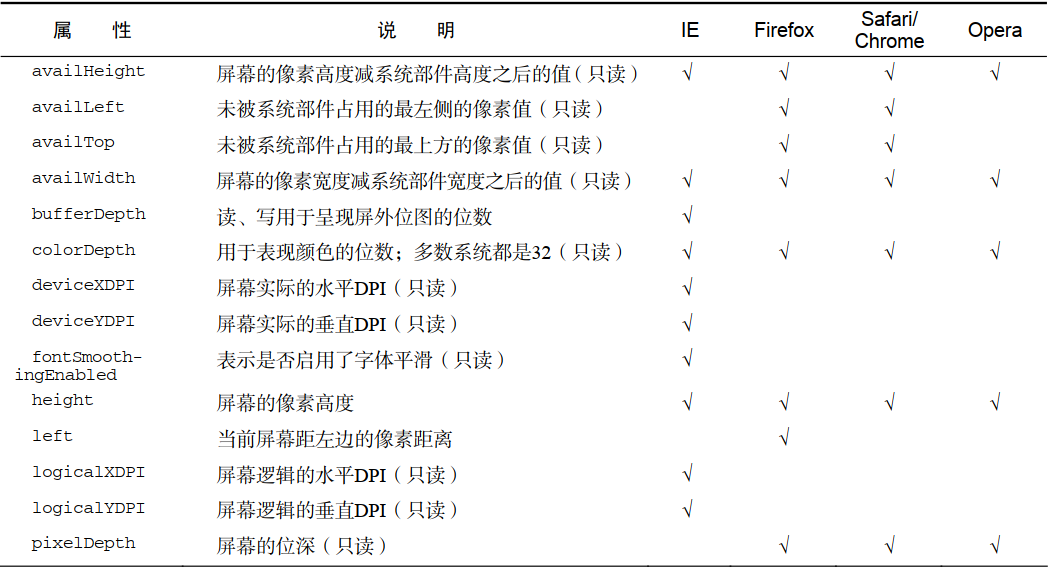 属 性 说 明 IE Firefox Safari/Chrome Opera
availHeight 屏幕的像素高度减系统部件高度之后的值（只读） √ √ √ √
availLeft 未被系统部件占用的最左侧的像素值（只读） √ √
availTop 未被系统部件占用的最上方的像素值（只读） √ √
availWidth 屏幕的像素宽度减系统部件宽度之后的值（只读） √ √ √ √
bufferDepth 读、写用于呈现屏外位图的位数 √
colorDepth 用于表现颜色的位数；多数系统都是32（只读） √ √ √ √
deviceXDPI 屏幕实际的水平DPI（只读） √
deviceYDPI 屏幕实际的垂直DPI（只读） √
fontSmooth- 表示是否启用了字体平滑（只读） √
ingEnabled
height 屏幕的像素高度 √ √ √ √
left 当前屏幕距左边的像素距离 √
logicalXDPI 屏幕逻辑的水平DPI（只读） √
logicalYDPI 屏幕逻辑的垂直DPI（只读） √
pixelDepth 屏幕的位深（只读） √ √ √